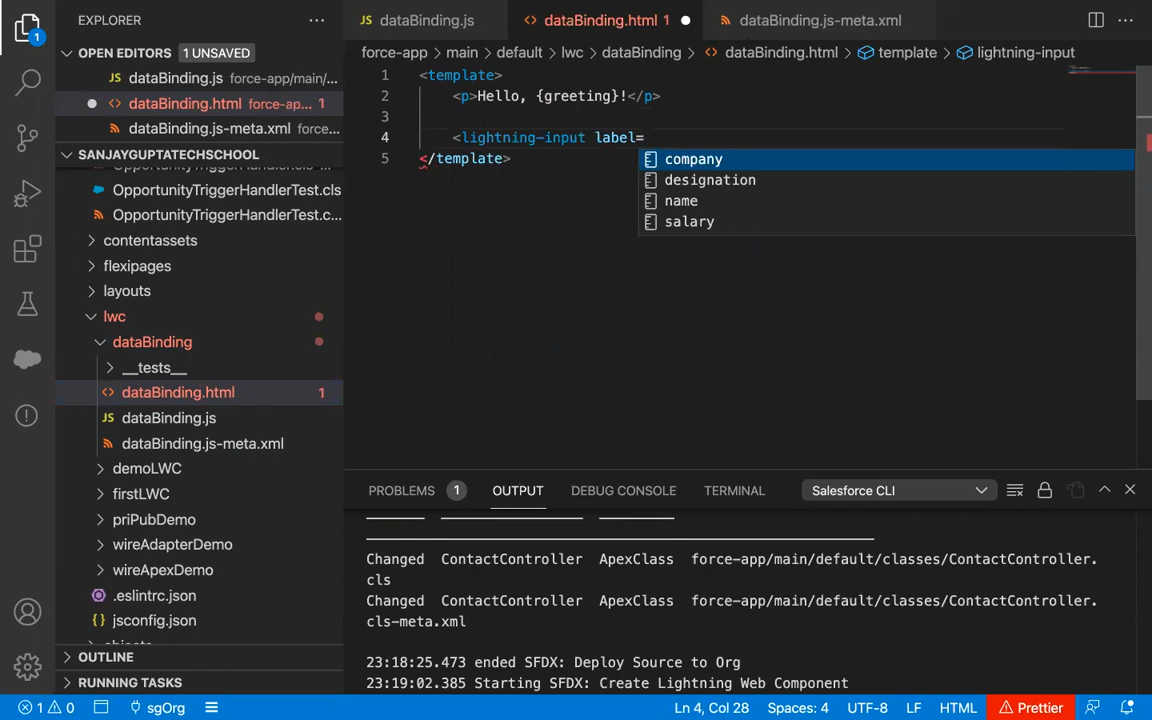 EXPLORER
OPEN EDITORS 1 UNSAVED
dataBinding.js force-app/main/...
dataBinding.html force-ap... 1
dataBinding.js-meta.xml force...
SANJAYGUPTATECHSCHOOL
OpportunityTriggerHandlerTest.cls
OpportunityTriggerHandlerTest.c...
contentassets
flexipages
layouts
lwc
dataBinding
__tests__
dataBinding.html 1
dataBinding.js
dataBinding.js-meta.xml
demoLWC
firstLWC
priPubDemo
wireAdapterDemo
wireApexDemo
.eslintrc.json
jsconfig.json
OUTLINE
RUNNING TASKS
JS dataBinding.js
dataBinding.html 1
dataBinding.js-meta.xml
force-app > main > default > lwc > dataBinding > dataBinding.html > template > lightning-input
1 <template>
2 <p>Hello, {greeting}!</p>
3
4 <lightning-input label=
5 </template>
company
designation
name
salary
PROBLEMS 1 OUTPUT DEBUG CONSOLE TERMINAL Salesforce CLI
Changed ContactController ApexClass force-app/main/default/classes/ContactController.
cls
Changed ContactController ApexClass force-app/main/default/classes/ContactController.
cls-meta.xml
23:18:25.473 ended SFDX: Deploy Source to Org
23:19:02.385 Starting SFDX: Create Lightning Web Component
1 0 sgOrg Ln 4, Col 28 Spaces: 4 UTF-8 LF HTML Prettier